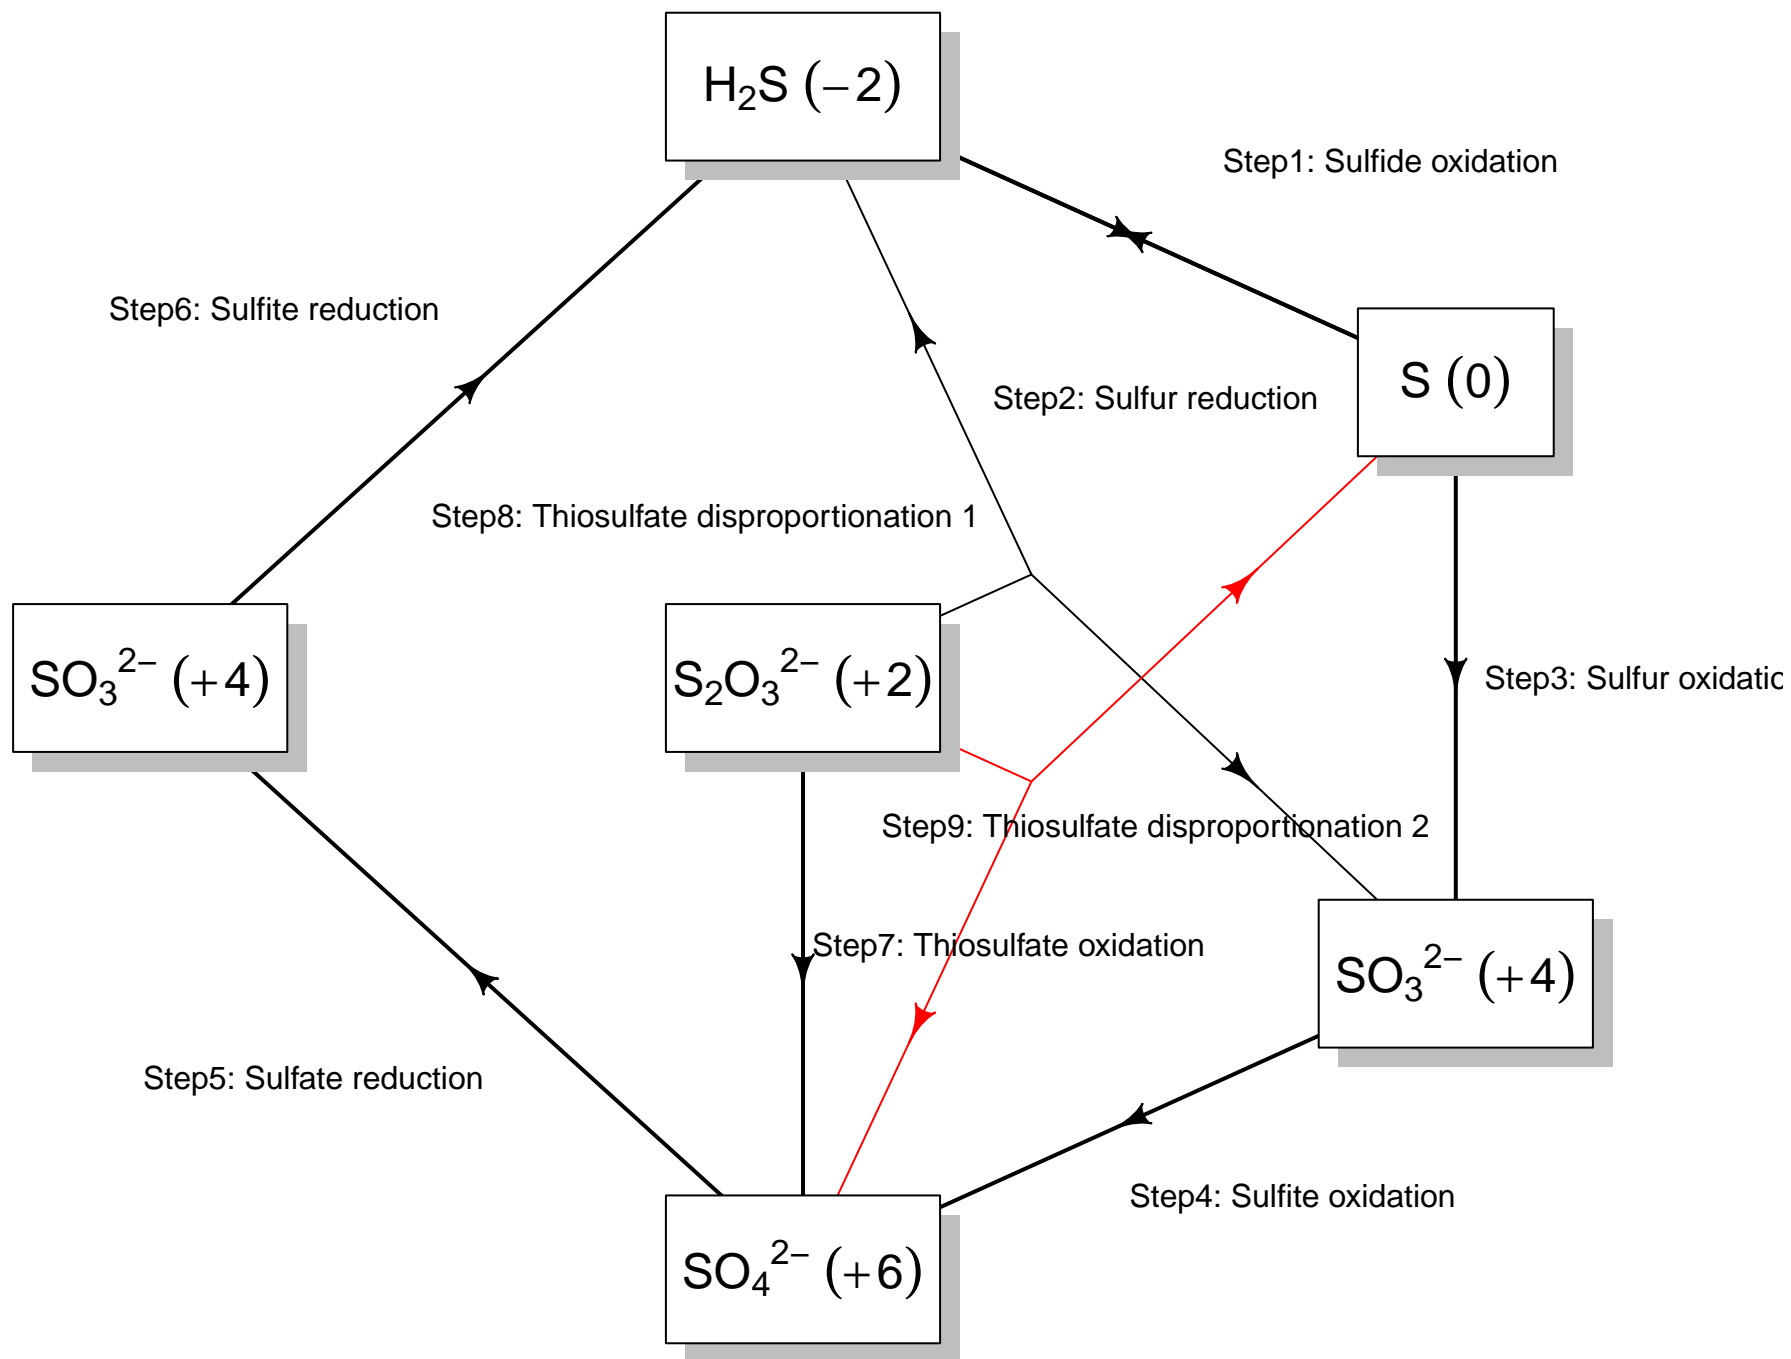 H₂S (−2)
Step1: Sulfide oxidation
Step6: Sulfite reduction
S (0)
Step2: Sulfur reduction
Step8: Thiosulfate disproportionation 1
SO₃²⁻ (+4)
S₂O₃²⁻ (+2)
Step3: Sulfur oxidatio
Step9: Thiosulfate disproportionation 2
Step7: Thiosulfate oxidation
SO₃²⁻ (+4)
Step5: Sulfate reduction
Step4: Sulfite oxidation
SO₄²⁻ (+6)